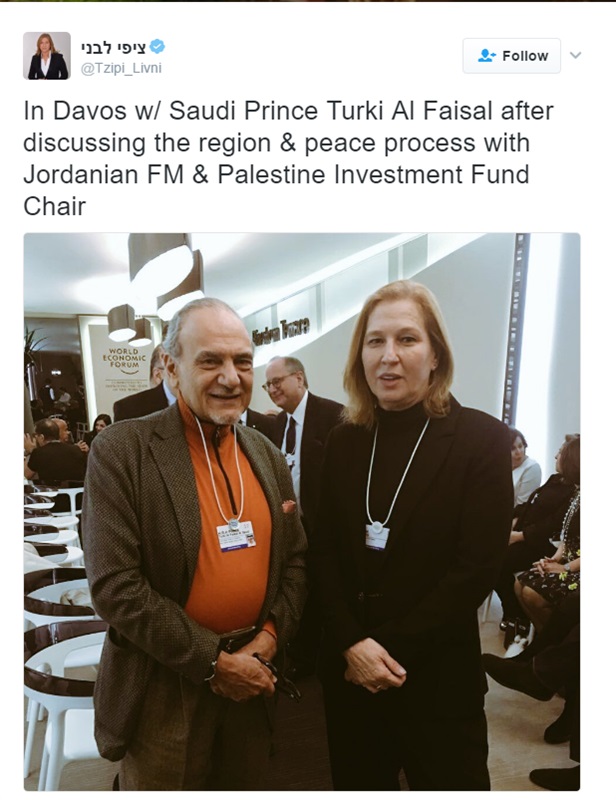 ציפי לבני
@Tzipi_Livni
Follow
In Davos w/ Saudi Prince Turki Al Faisal after
discussing the region & peace process with
Jordanian FM & Palestine Investment Fund
Chair
WORLD
ECONOMIC
FORUM